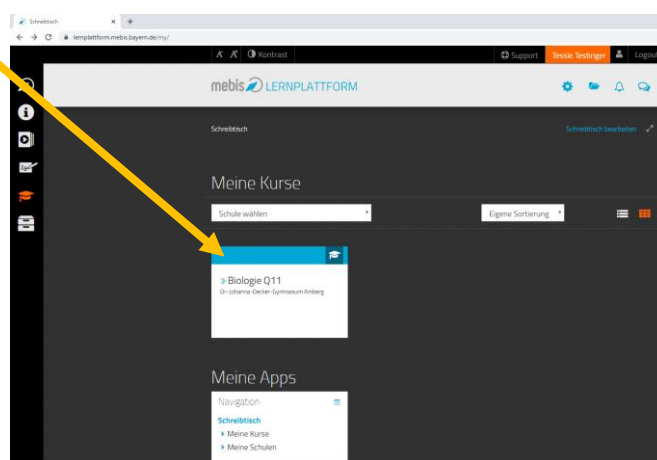 Schreibtisch
lernplattform.mebis.bayern.de/my/
Kontrast
Support
Tessie Testinger
Logout
mebis LERNPLATTFORM
Schreibtisch
Schreibtisch bearbeiten
Meine Kurse
Schule wählen
Eigene Sortierung
» Biologie Q11
Dr.-Johanna-Decker-Gymnasium Amberg
Meine Apps
Navigation
Schreibtisch
Meine Kurse
Meine Schulen